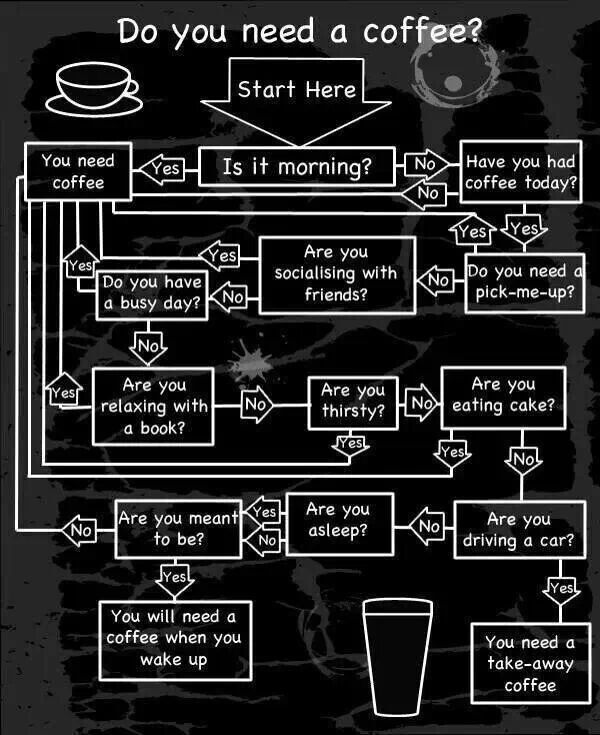 Do you need a coffee?
Start Here
You need
coffee
Yes
Is it morning?
No
Have you had
coffee today?
No
Yes
Yes
Yes
Are you
socialising with
friends?
No
Do you need a
pick-me-up?
Yes
Do you have
a busy day?
No
No
Yes
Are you
relaxing with
a book?
No
Are you
thirsty?
No
Are you
eating cake?
Yes
Yes
No
No
Are you meant
to be?
Yes
No
Are you
asleep?
No
Are you
driving a car?
Yes
Yes
You will need a
coffee when you
wake up
You need a
take-away
coffee